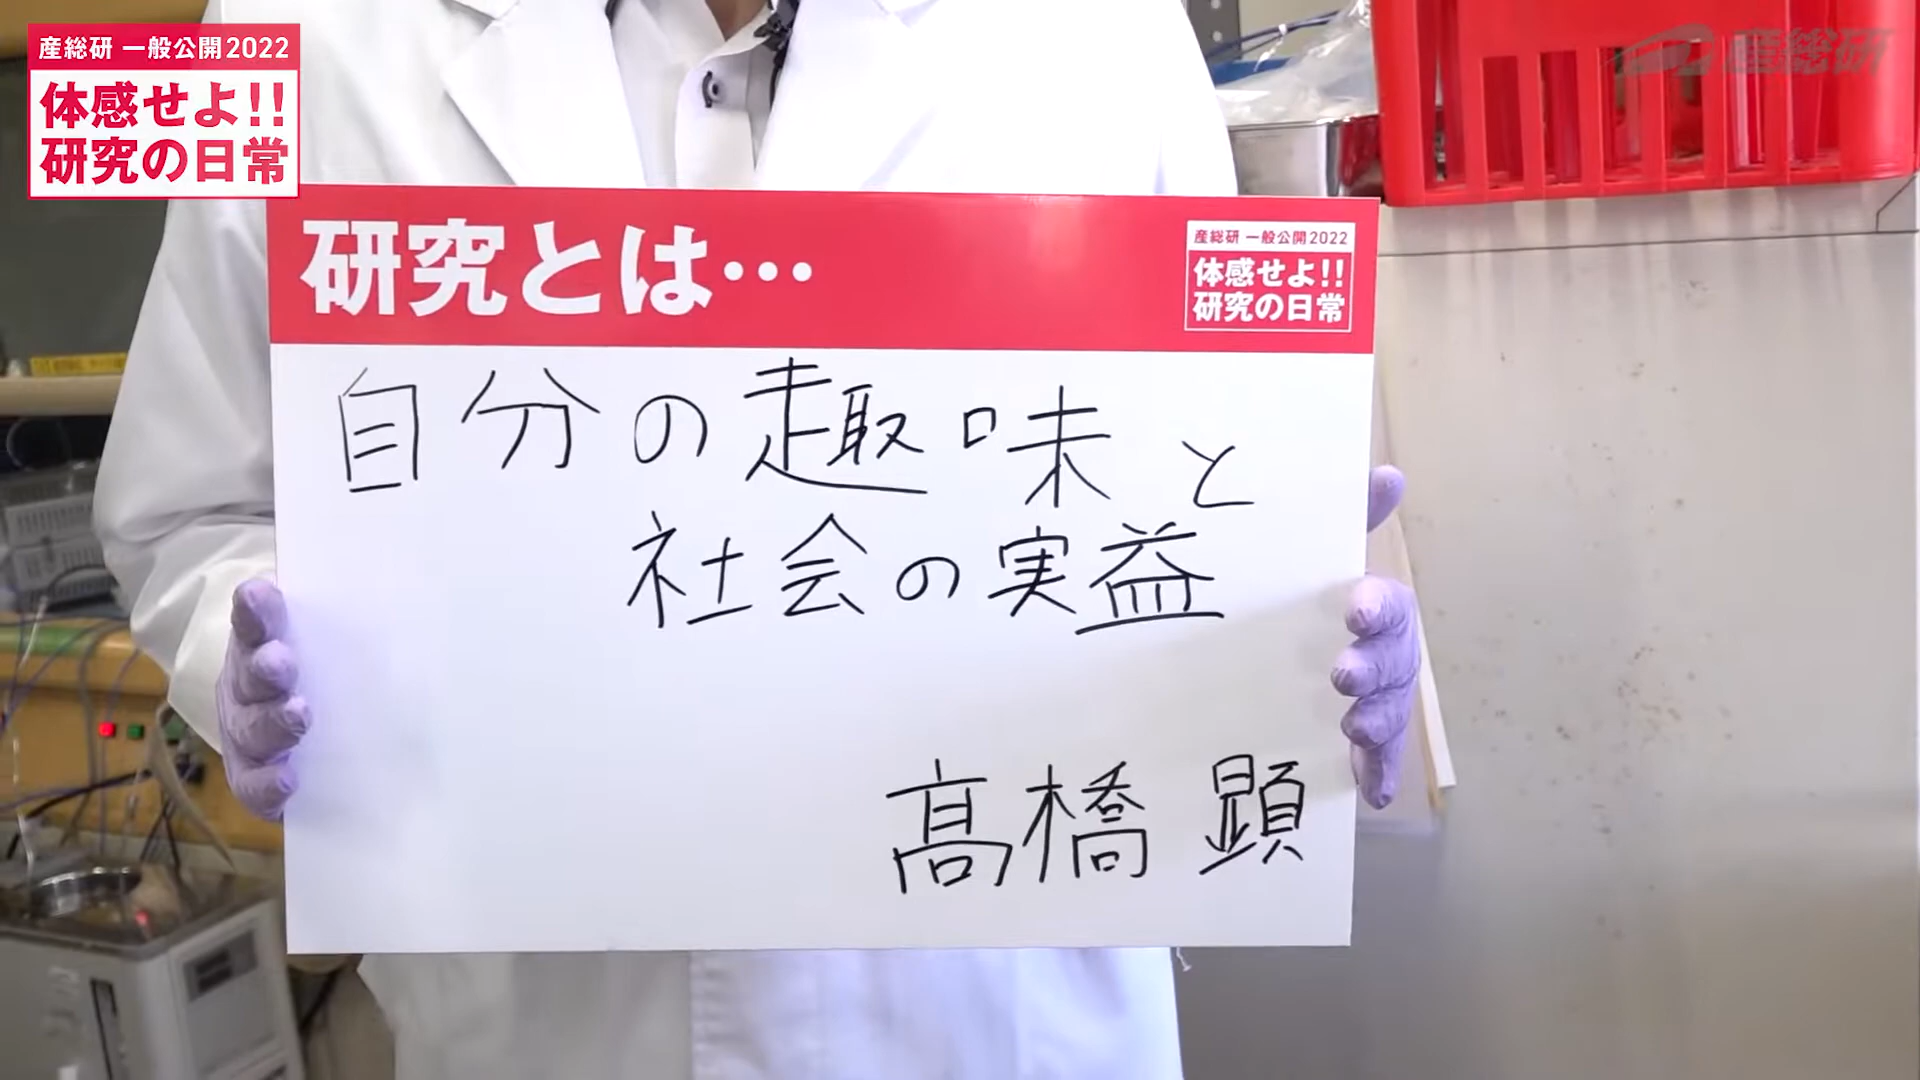 産総研 一般公開2022
体感せよ!!
研究の日常
産総研
研究とは…
産総研 一般公開2022
体感せよ!!
研究の日常
自分の趣味と
社会の実益
髙橋 顕